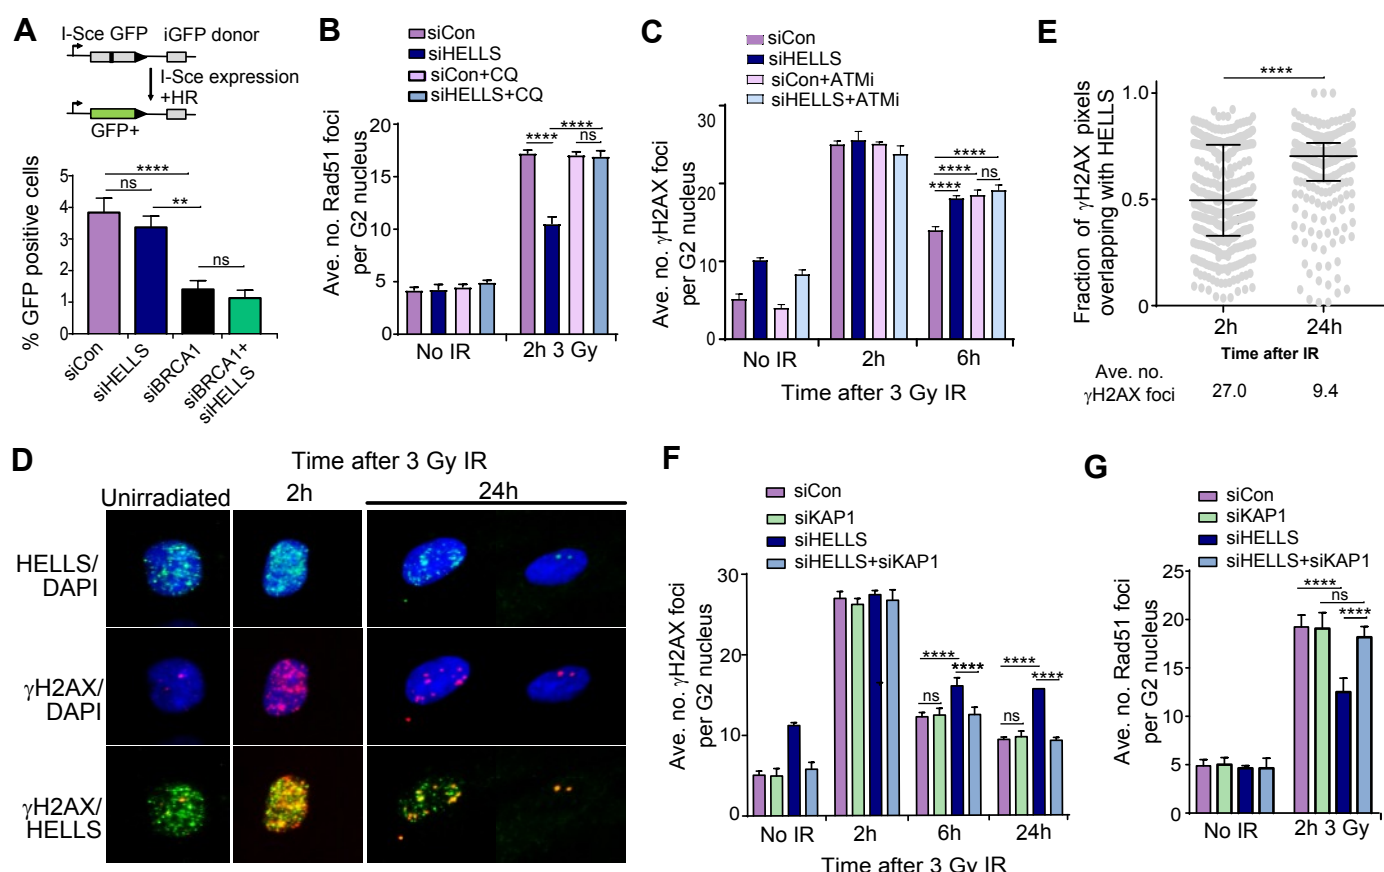 A
I-Sce GFP iGFP donor
I-Sce expression
+HR
GFP+
% GFP positive cells
5
4
3
2
1
0
****
ns
**
ns
siCon
siHELLS
siBRCA1
siBRCA1+
siHELLS
B
siCon
siHELLS
siCon+CQ
siHELLS+CQ
Ave. no. Rad51 foci
per G2 nucleus
20
15
10
5
0
****
**** ns
No IR 2h 3 Gy
C
siCon
siHELLS
siCon+ATMi
siHELLS+ATMi
Ave. no. γH2AX foci
per G2 nucleus
30
20
10
0
****
****
**** ns
No IR 2h 6h
Time after 3 Gy IR
E
Fraction of γH2AX pixels
overlapping with HELLS
1.0
0.5
0
****
2h 24h
Time after IR
Ave. no.
γH2AX foci 27.0 9.4
D
Time after 3 Gy IR
Unirradiated 2h 24h
HELLS/
DAPI
γH2AX/
DAPI
γH2AX/
HELLS
F
siCon
siKAP1
siHELLS
siHELLS+siKAP1
Ave. no. γH2AX foci
per G2 nucleus
30
20
10
0
**** ****
ns
**** ****
ns
No IR 2h 6h 24h
Time after 3 Gy IR
G
siCon
siKAP1
siHELLS
siHELLS+siKAP1
Ave. no. Rad51 foci
per G2 nucleus
25
20
15
10
5
0
****
ns
****
No IR 2h 3 Gy